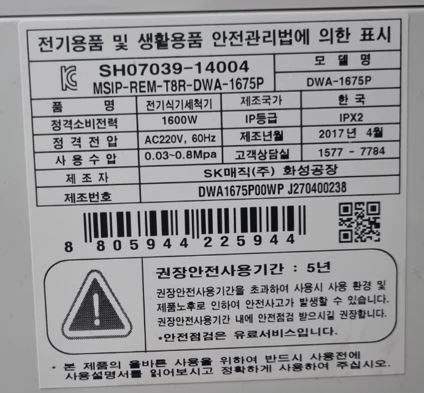 전기용품 및 생활용품 안전관리법에 의한 표시
SH07039-14004
MSIP-REM-T8R-DWA-1675P
모 델 명
DWA-1675P
품 명 전기식기세척기 제조국가 한 국
정격소비전력 1600W IP등급 IPX2
정 격 전 압 AC220V, 60Hz 제조년월 2017년 4월
사 용 수 압 0.03~0.8Mpa 고객상담실 1577 - 7784
제 조 자 SK매직(주) 화성공장
제조번호 DWA1675P00WP J270400238
8 805944 225944
권장안전사용기간 : 5년
권장안전사용기간을 초과하여 사용시 사용 환경 및
제품노후로 인하여 안전사고가 발생할 수 있습니다.
권장안전사용기간 내에 안전점검 받으시길 권장합니다.
·안전점검은 유료서비스입니다.
· 본 제품의 올바른 사용을 위하여 반드시 사용전에
사용설명서를 읽어보시고 정확하게 사용하여 주십시오.